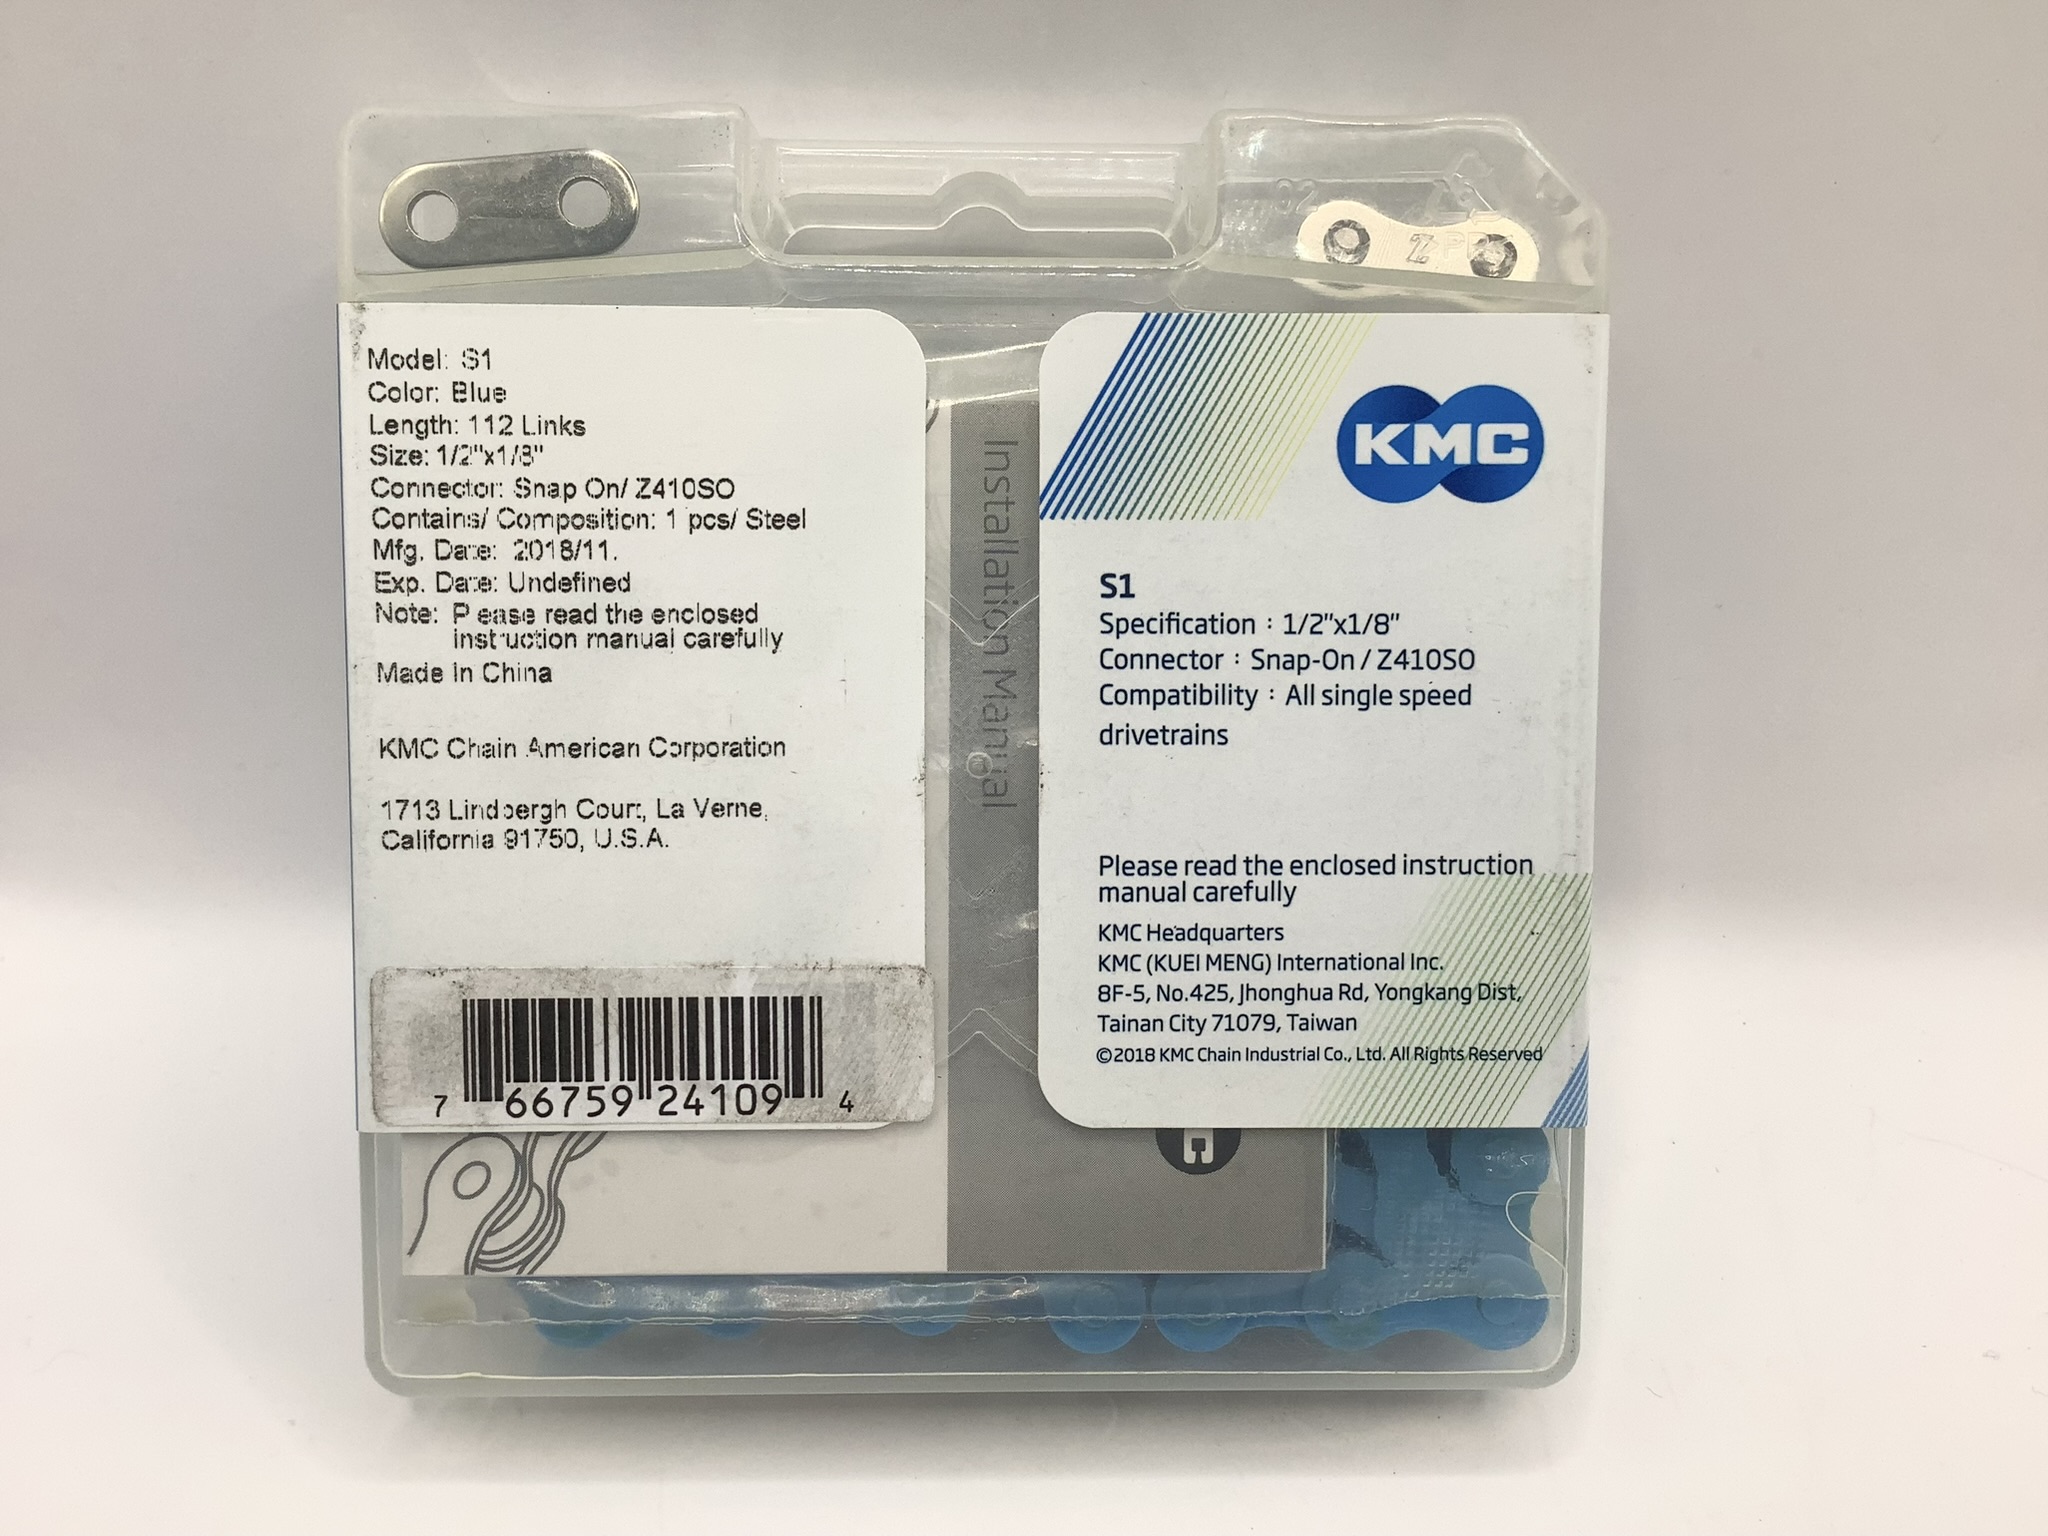 Model: S1
Color: Blue
Length: 112 Links
Size: 1/2"x1/8"
Connector: Snap On/ Z410SO
Contains/ Composition: 1 pcs/ Steel
Mfg. Date: 2018/11.
Exp. Date: Undefined
Note: Please read the enclosed
instruction manual carefully
Made In China
KMC Chain American Corporation
1713 Lindbergh Court, La Verne,
California 91750, U.S.A.
7 66759 24109 4
Installation Manual
KMC
S1
Specification : 1/2"x1/8"
Connector : Snap-On / Z410SO
Compatibility : All single speed
drivetrains
Please read the enclosed instruction
manual carefully
KMC Headquarters
KMC (KUEI MENG) International Inc.
8F-5, No.425, Jhonghua Rd, Yongkang Dist,
Tainan City 71079, Taiwan
©2018 KMC Chain Industrial Co., Ltd. All Rights Reserved